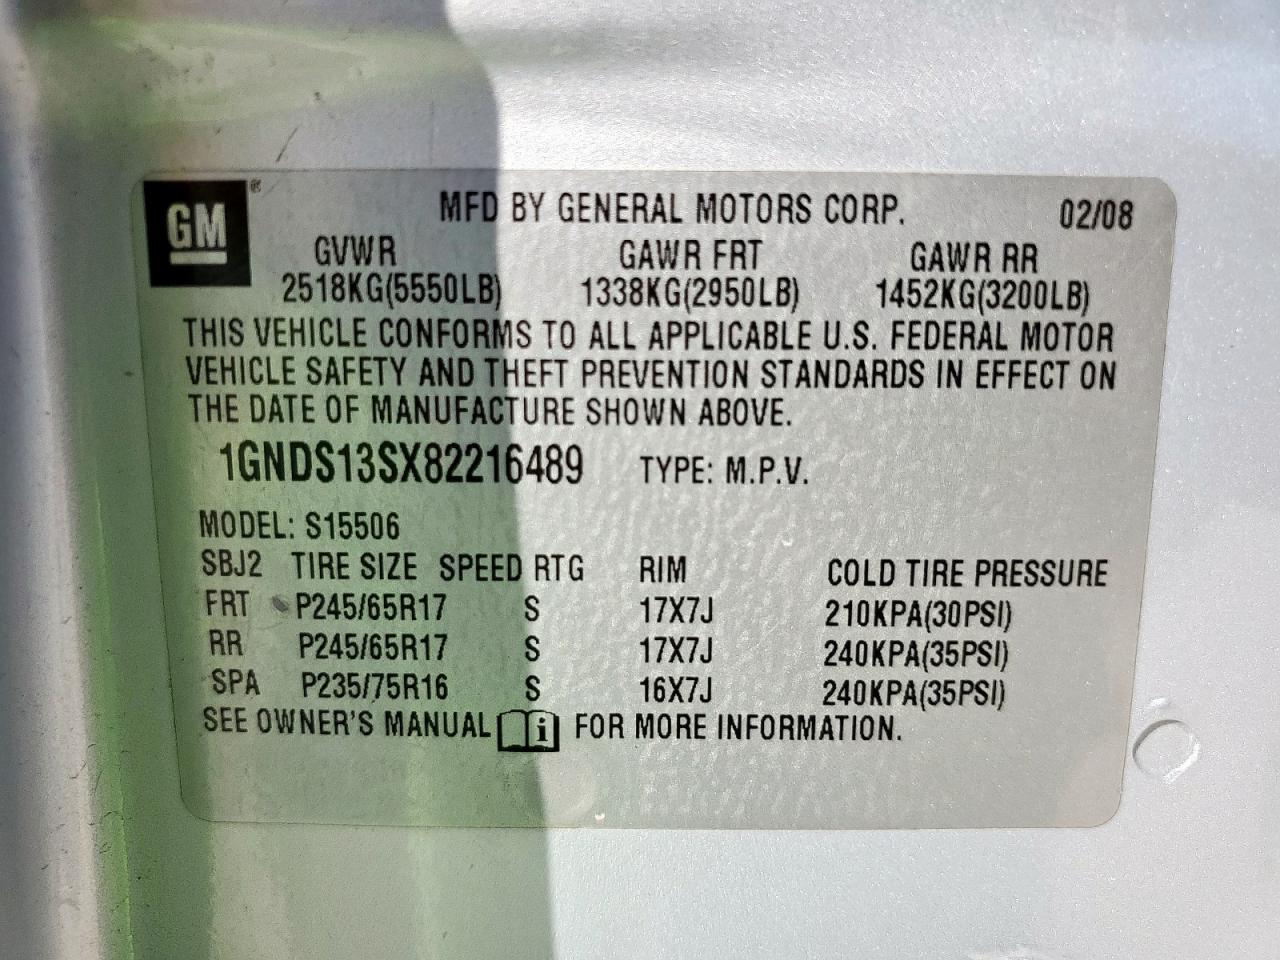 GM ® MFD BY GENERAL MOTORS CORP. 02/08
GVWR GAWR FRT GAWR RR
2518KG(5550LB) 1338KG(2950LB) 1452KG(3200LB)
THIS VEHICLE CONFORMS TO ALL APPLICABLE U.S. FEDERAL MOTOR
VEHICLE SAFETY AND THEFT PREVENTION STANDARDS IN EFFECT ON
THE DATE OF MANUFACTURE SHOWN ABOVE.
1GNDS13SX82216489 TYPE: M.P.V.
MODEL: S15506
SBJ2 TIRE SIZE SPEED RTG RIM COLD TIRE PRESSURE
FRT P245/65R17 S 17X7J 210KPA(30PSI)
RR P245/65R17 S 17X7J 240KPA(35PSI)
SPA P235/75R16 S 16X7J 240KPA(35PSI)
SEE OWNER'S MANUAL i FOR MORE INFORMATION.